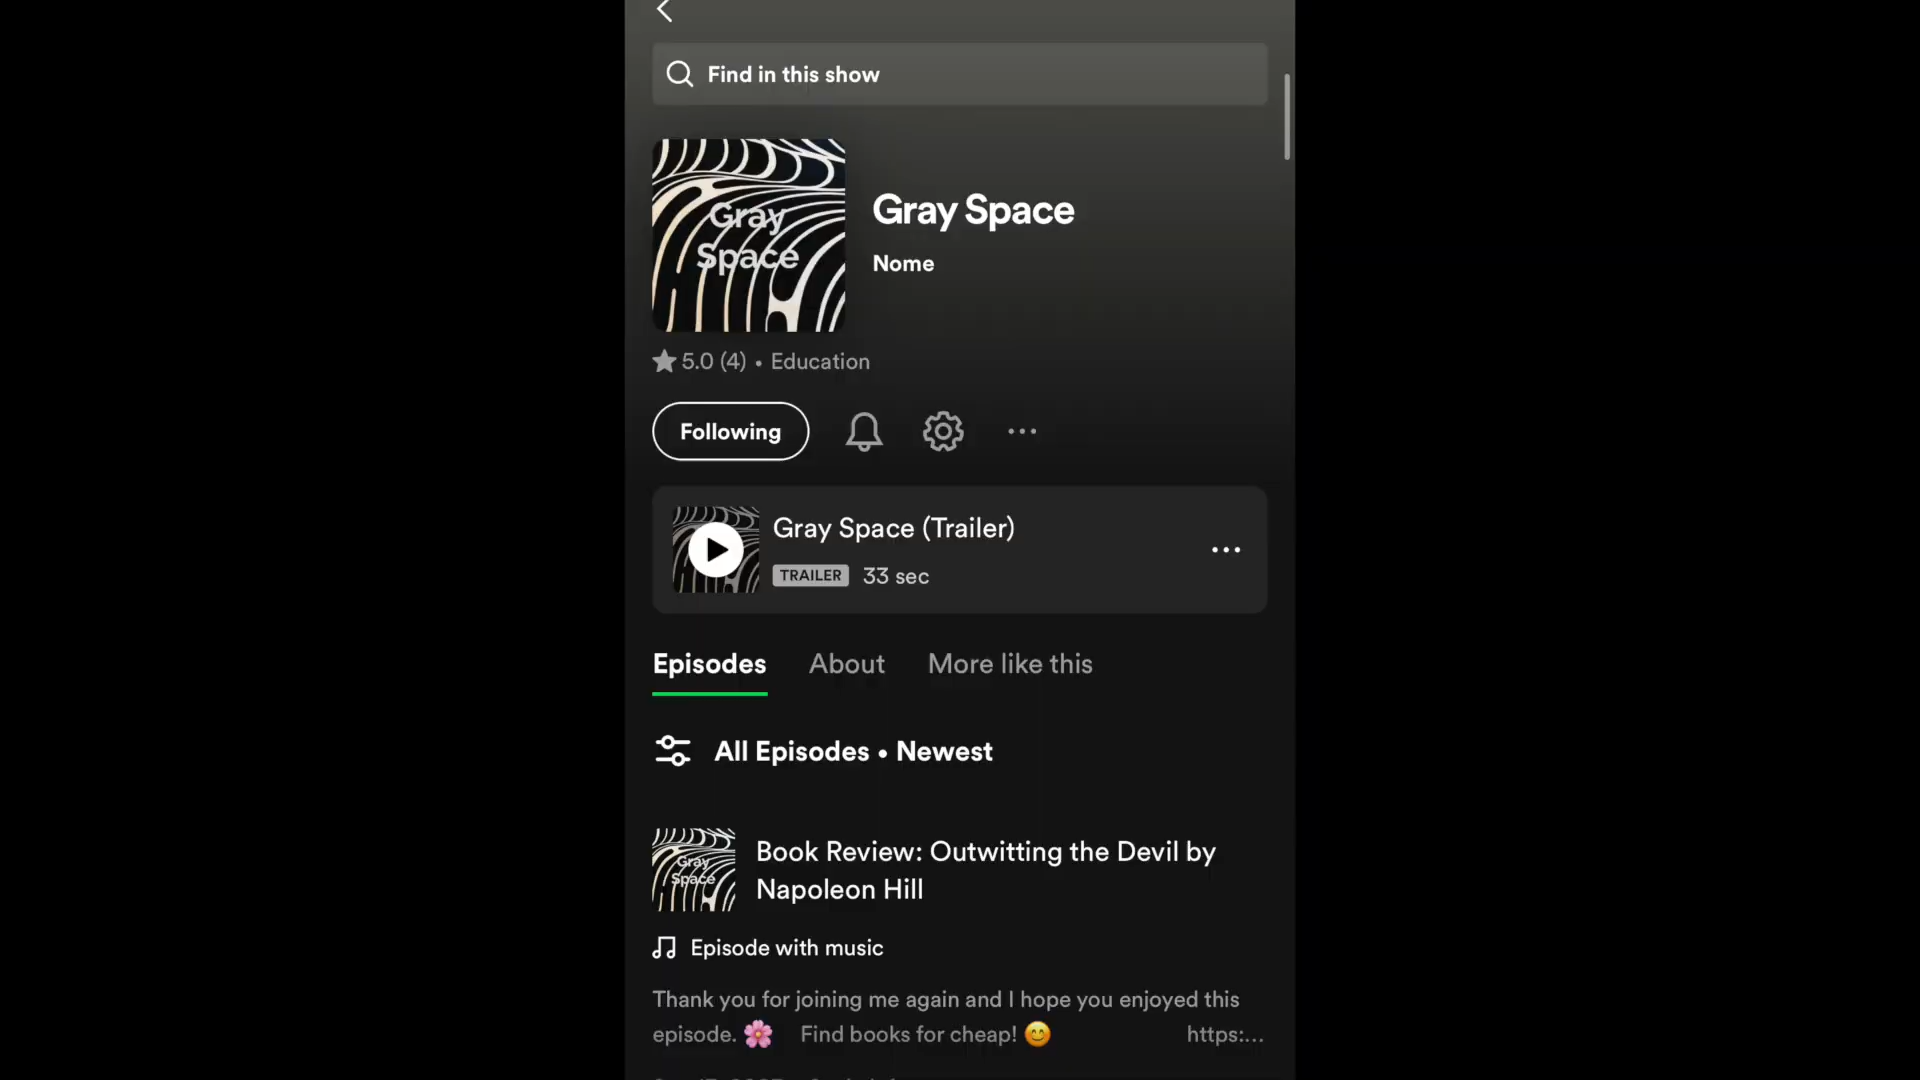 Find in this show
Gray
Space
Gray Space
Nome
5.0 (4) • Education
Following
Gray Space (Trailer)
TRAILER 33 sec
Episodes About More like this
All Episodes • Newest
Gray
Space
Book Review: Outwitting the Devil by
Napoleon Hill
Episode with music
Thank you for joining me again and I hope you enjoyed this
episode. 🌸 Find books for cheap! 😊 https:...